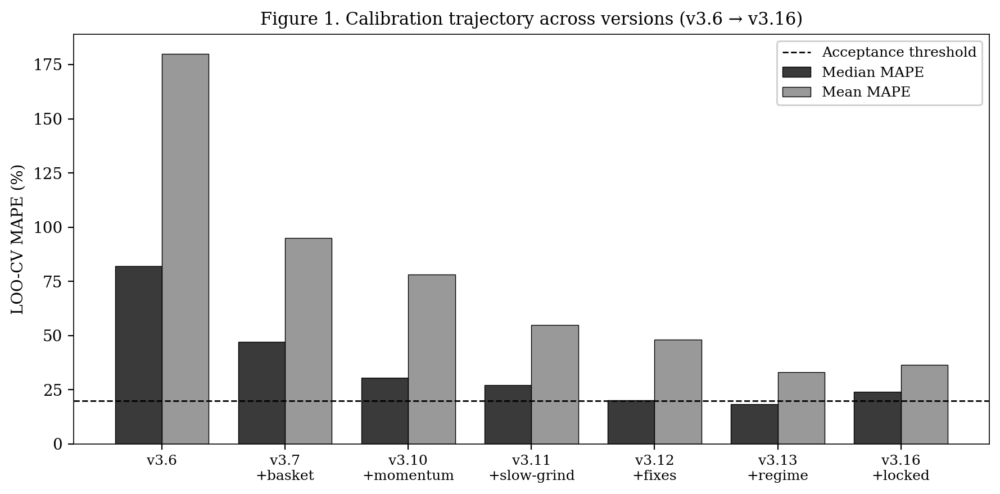 Figure 1. Calibration trajectory across versions (v3.6 → v3.16)
Acceptance threshold
Median MAPE
Mean MAPE
LOO-CV MAPE (%)
175
150
125
100
75
50
25
0
v3.6
v3.7
+basket
v3.10
+momentum
v3.11
+slow-grind
v3.12
+fixes
v3.13
+regime
v3.16
+locked